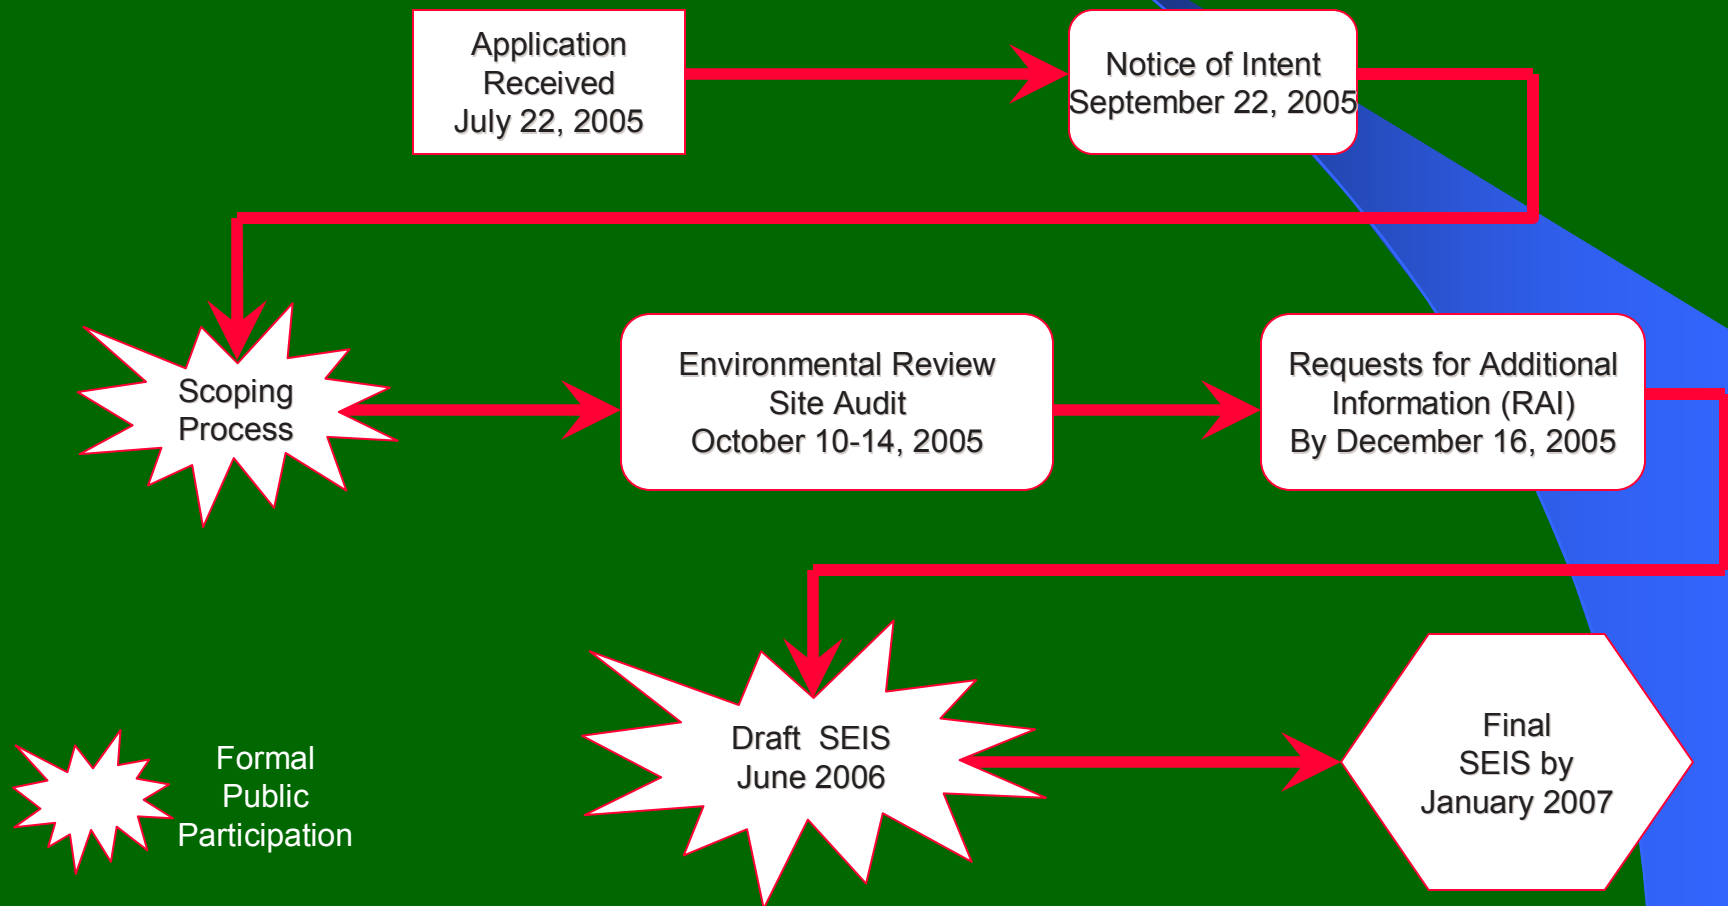 Application
Received
July 22, 2005
Notice of Intent
September 22, 2005
Scoping
Process
Environmental Review
Site Audit
October 10-14, 2005
Requests for Additional
Information (RAI)
By December 16, 2005
Draft SEIS
June 2006
Final
SEIS by
January 2007
Formal
Public
Participation